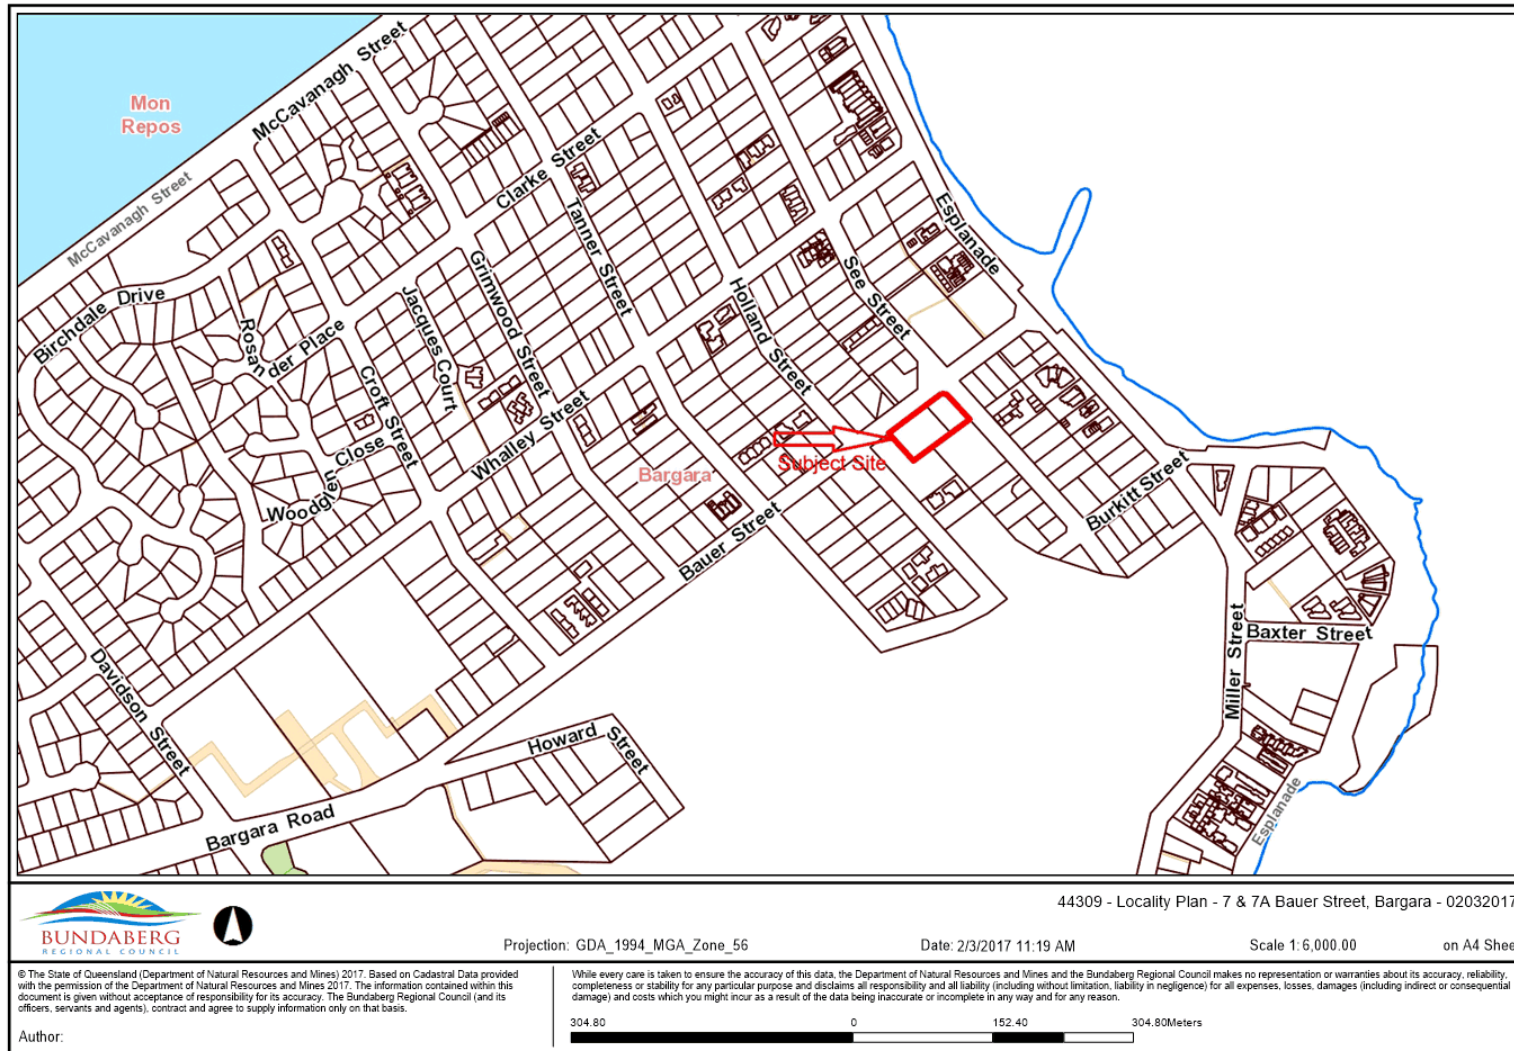 Mon
Repos
McCavanagh Street
McCavanagh Street
Clarke Street
Tanner Street
Grimwood Street
Birchdale Drive
Rosan der Place
Jacques Court
Croft Street
Woodgleu Close
Whalley Street
Holland Street
See Street
Esplanade
Subject Site
Bargara
Bauer Street
Burkitt Street
Miller Street
Baxter Street
Davidson Street
Howard Street
Bargara Road
Esplanade
BUNDABERG
REGIONAL COUNCIL
44309 - Locality Plan - 7 & 7A Bauer Street, Bargara - 02032017
Projection: GDA_1994_MGA_Zone_56
Date: 2/3/2017 11:19 AM
Scale 1:6,000.00
on A4 Shee
© The State of Queensland (Department of Natural Resources and Mines) 2017. Based on Cadastral Data provided
with the permission of the Department of Natural Resources and Mines 2017. The information contained within this
document is given without acceptance of responsibility for its accuracy. The Bundaberg Regional Council (and its
officers, servants and agents), contract and agree to supply information only on that basis.
Author:
While every care is taken to ensure the accuracy of this data, the Department of Natural Resources and Mines and the Bundaberg Regional Council makes no representation or warranties about its accuracy, reliability,
completeness or stability for any particular purpose and disclaims all responsibility and all liability (including without limitation, liability in negligence) for all expenses, losses, damages (including indirect or consequential
damage) and costs which you might incur as a result of the data being inaccurate or incomplete in any way and for any reason.
304.80 0 152.40 304.80Meters